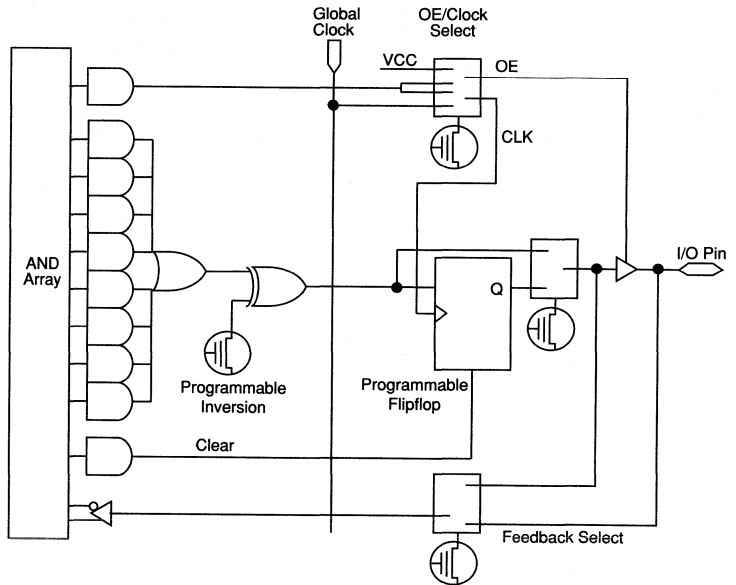 Global
Clock
OE/Clock
Select
VCC
OE
CLK
AND
Array
I/O Pin
Q
Programmable
Inversion
Programmable
Flipflop
Clear
Feedback Select